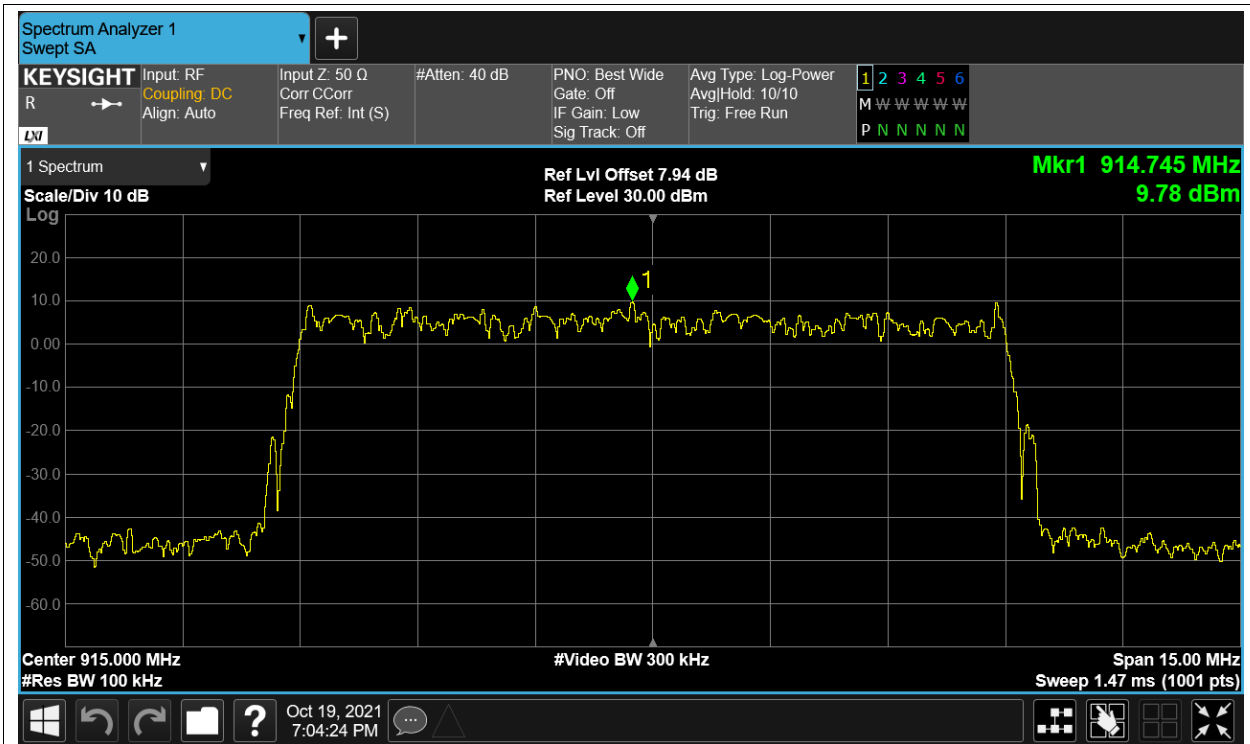 Spectrum Analyzer 1
Swept SA
KEYSIGHT
R
LXI
Input: RF
Coupling: DC
Align: Auto
Input Z: 50 Ω
Corr CCorr
Freq Ref: Int (S)
#Atten: 40 dB
PNO: Best Wide
Gate: Off
IF Gain: Low
Sig Track: Off
Avg Type: Log-Power
Avg|Hold: 10/10
Trig: Free Run
1 2 3 4 5 6
M W W W W W
P N N N N N
1 Spectrum
Scale/Div 10 dB
Log
Ref Lvl Offset 7.94 dB
Ref Level 30.00 dBm
Mkr1 914.745 MHz
9.78 dBm
1
20.0
10.0
0.00
-10.0
-20.0
-30.0
-40.0
-50.0
-60.0
Center 915.000 MHz
#Res BW 100 kHz
#Video BW 300 kHz
Span 15.00 MHz
Sweep 1.47 ms (1001 pts)
?
Oct 19, 2021
7:04:24 PM